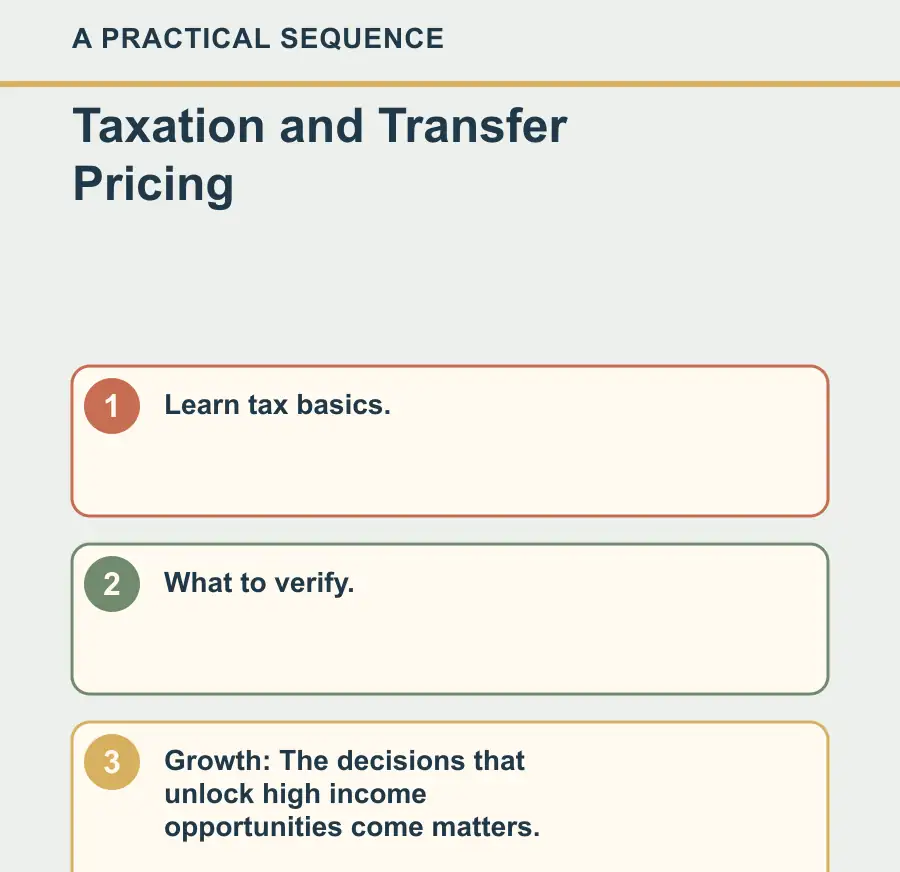 A PRACTICAL SEQUENCE
Taxation and Transfer
Pricing
1
Learn tax basics.
2
What to verify.
3
Growth: The decisions that
unlock high income
opportunities come matters.